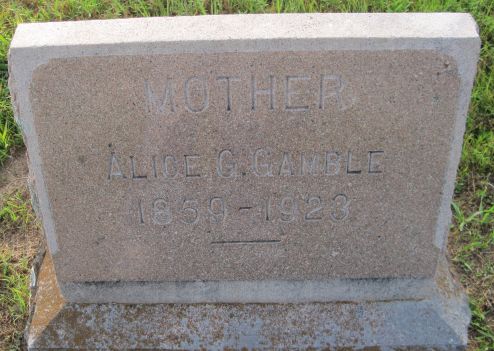 MOTHER
ALICE G. GAMBLE
1859-1923